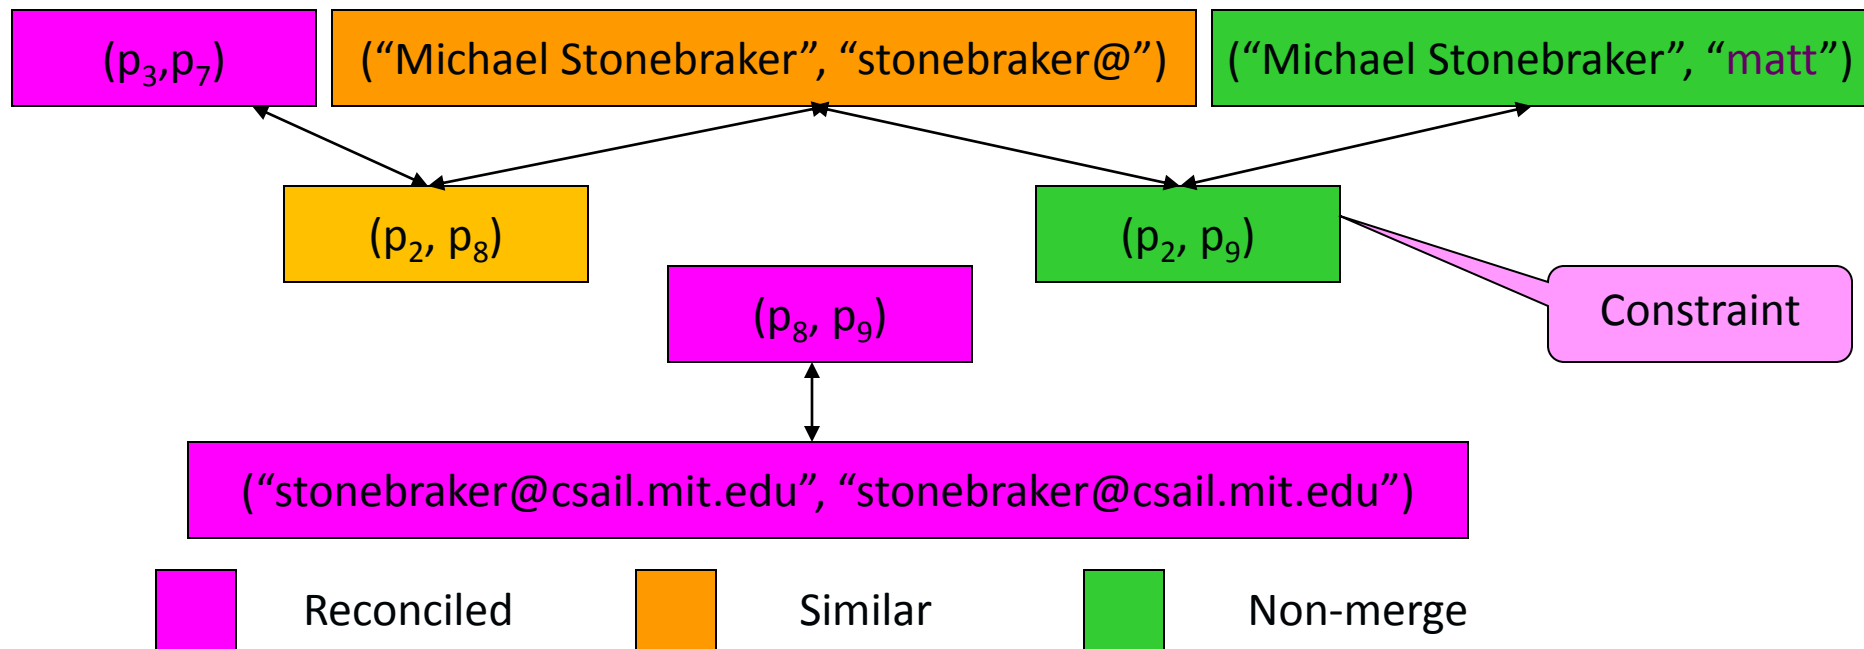 (p₃,p₇)
(“Michael Stonebraker”, “stonebraker@”)
(“Michael Stonebraker”, “matt”)
(p₂, p₈)
(p₂, p₉)
(p₈, p₉)
Constraint
(“stonebraker@csail.mit.edu”, “stonebraker@csail.mit.edu”)
Reconciled
Similar
Non-merge